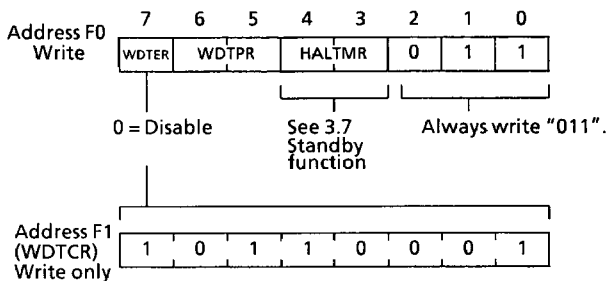 7 6 5 4 3 2 1 0
Address F0
Write
WDTER WDTPR HALTMR 0 1 1
0 = Disable
See 3.7
Standby
function
Always write "011".
Address F1
(WDTCR)
Write only
1 0 1 1 0 0 0 1